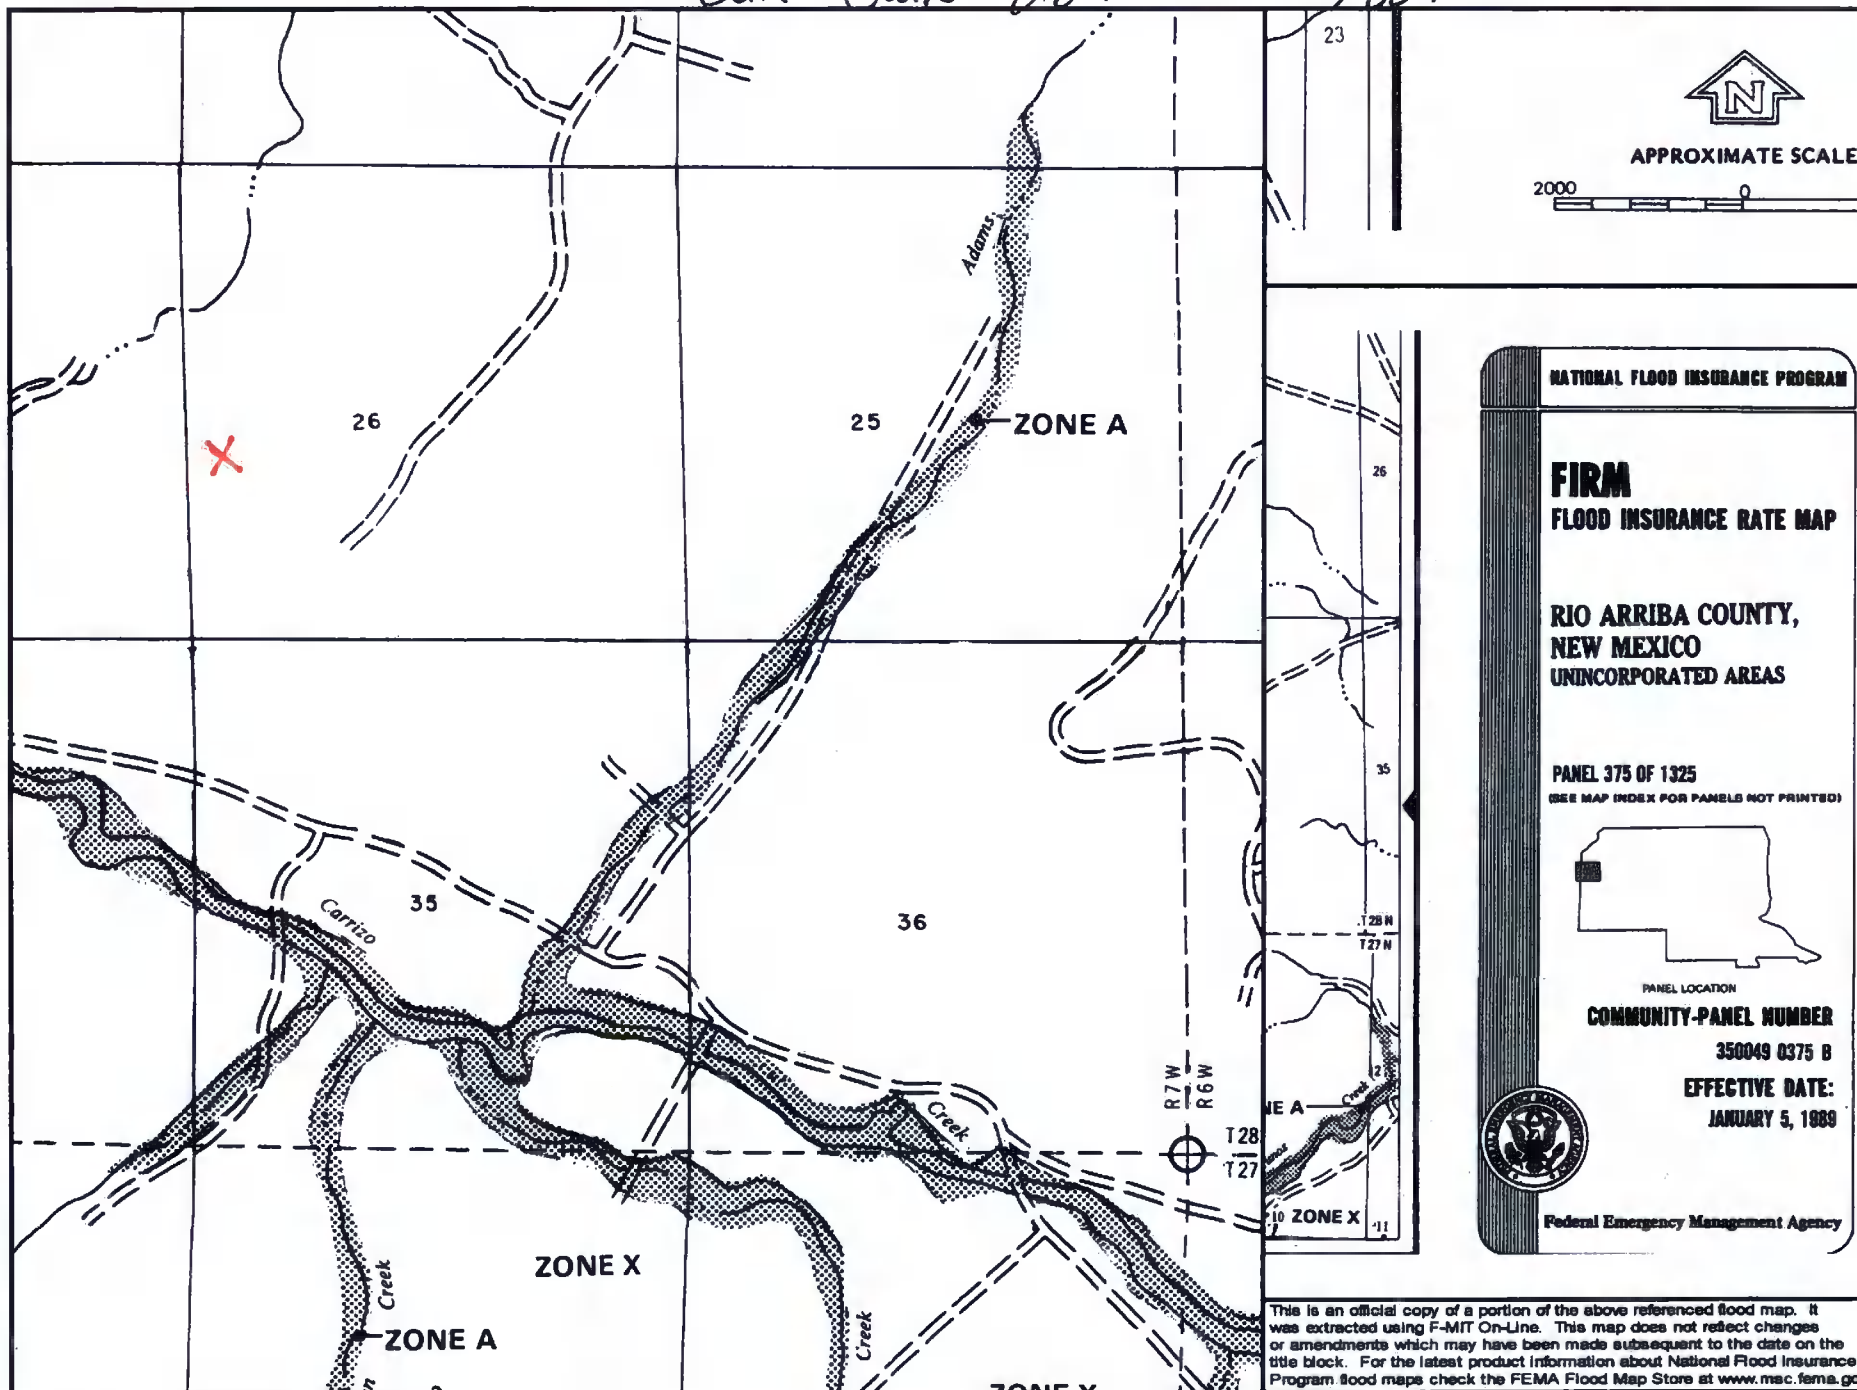 23
N
APPROXIMATE SCALE
2000 0
Adams
26
25
ZONE A
NATIONAL FLOOD INSURANCE PROGRAM
26
FIRM
FLOOD INSURANCE RATE MAP
RIO ARRIBA COUNTY,
NEW MEXICO
UNINCORPORATED AREAS
35
PANEL 375 OF 1325
(SEE MAP INDEX FOR PANELS NOT PRINTED)
35
Carrizo
36
T28N
T27N
PANEL LOCATION
COMMUNITY-PANEL NUMBER
350049 0375 B
EFFECTIVE DATE:
JANUARY 5, 1989
R7W
R6W
2
NE A
Creek
Creek
T28
T27
10 ZONE X 11
Federal Emergency Management Agency
ZONE X
Creek
ZONE A
Creek
ZONE X
This is an official copy of a portion of the above referenced flood map. It
was extracted using F-MIT On-Line. This map does not reflect changes
or amendments which may have been made subsequent to the date on the
title block. For the latest product information about National Flood Insurance
Program flood maps check the FEMA Flood Map Store at www.msc.fema.go